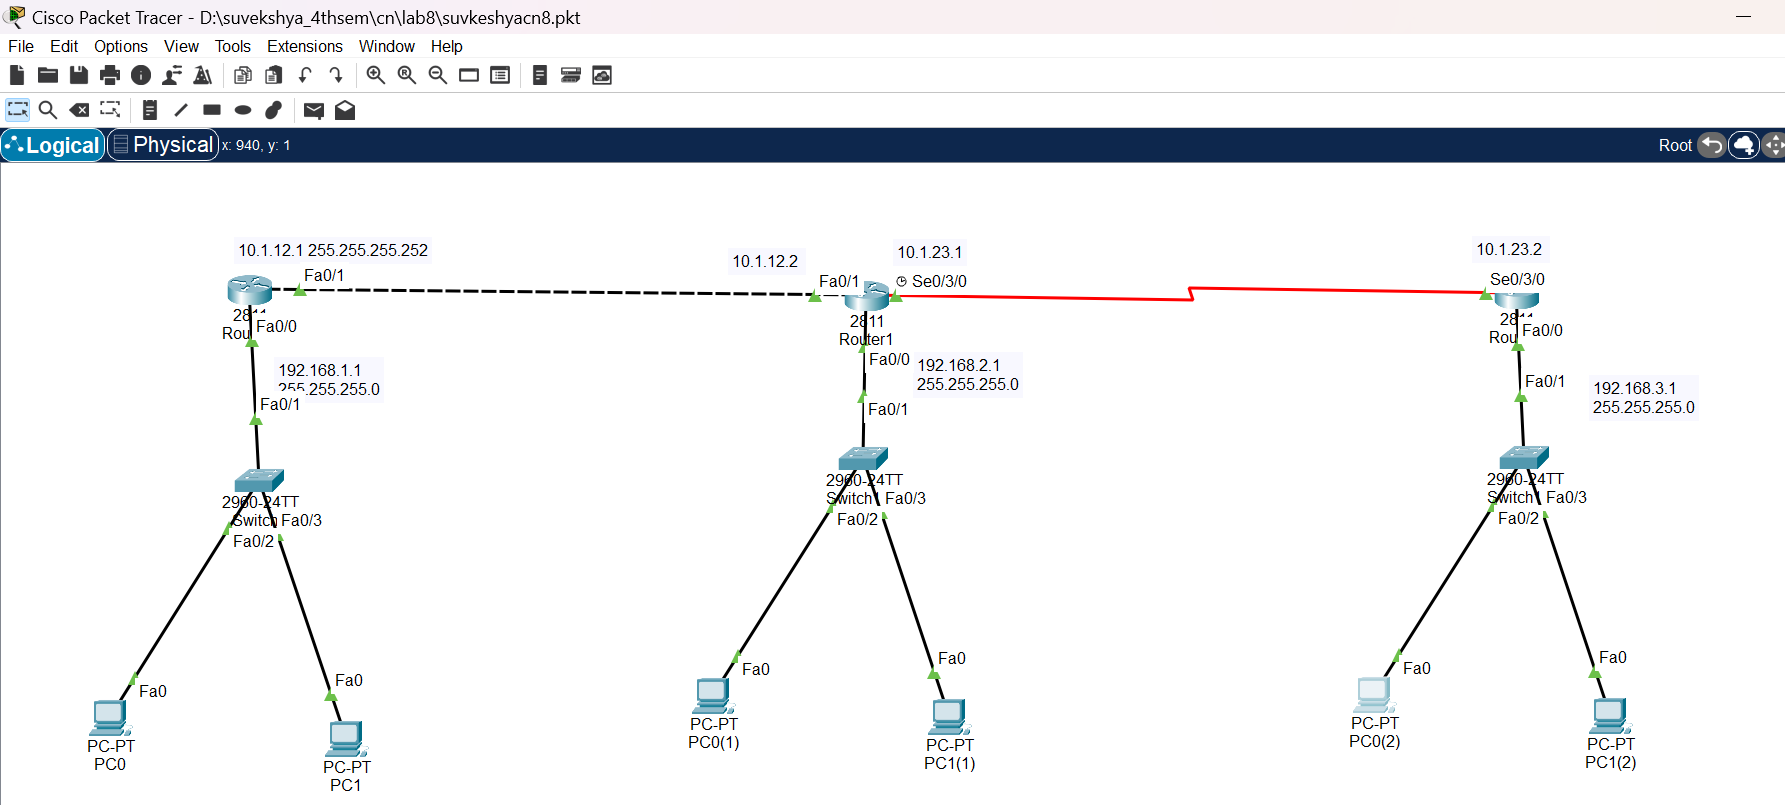 Cisco Packet Tracer - D:\suvekshya_4thsem\cn\lab8\suvkeshyacn8.pkt
File Edit Options View Tools Extensions Window Help
Logical Physical x: 940, y: 1 Root
10.1.12.1 255.255.255.252
10.1.12.2
10.1.23.1
10.1.23.2
Fa0/1
Fa0/1
Se0/3/0
Se0/3/0
Fa0/0
2811
Router1
Fa0/0
Fa0/0
192.168.1.1
255.255.255.0
Fa0/1
192.168.2.1
255.255.255.0
Fa0/1
Fa0/1
192.168.3.1
255.255.255.0
2960-24TT
Switch Fa0/3
Fa0/2
2960-24TT
Switch1 Fa0/3
Fa0/2
2960-24TT
Switch1 Fa0/3
Fa0/2
Fa0
PC-PT
PC0
Fa0
PC-PT
PC1
Fa0
PC-PT
PC0(1)
Fa0
PC-PT
PC1(1)
Fa0
PC-PT
PC0(2)
Fa0
PC-PT
PC1(2)